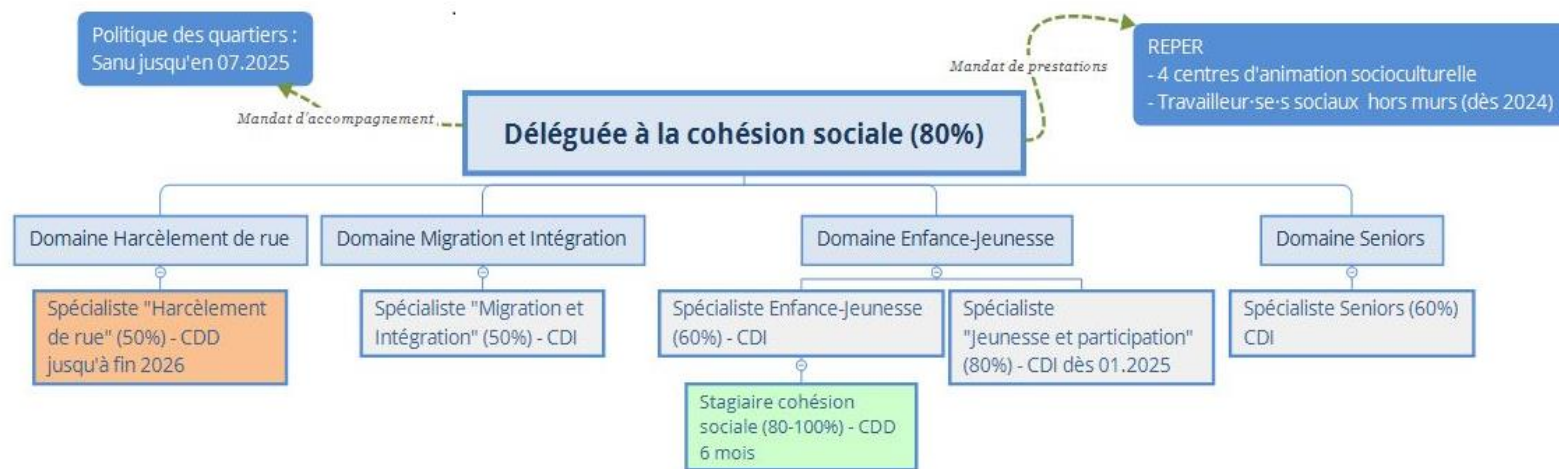 Politique des quartiers :
Sanu jusqu'en 07.2025
Mandat d'accompagnement
Mandat de prestations
REPER
- 4 centres d'animation socioculturelle
- Travailleur·se·s sociaux hors murs (dès 2024)
Déléguée à la cohésion sociale (80%)
Domaine Harcèlement de rue
Domaine Migration et Intégration
Domaine Enfance-Jeunesse
Domaine Seniors
Spécialiste "Harcèlement
de rue" (50%) - CDD
jusqu'à fin 2026
Spécialiste "Migration et
Intégration" (50%) - CDI
Spécialiste Enfance-Jeunesse
(60%) - CDI
Spécialiste
"Jeunesse et participation"
(80%) - CDI dès 01.2025
Spécialiste Seniors (60%)
CDI
Stagiaire cohésion
sociale (80-100%) - CDD
6 mois